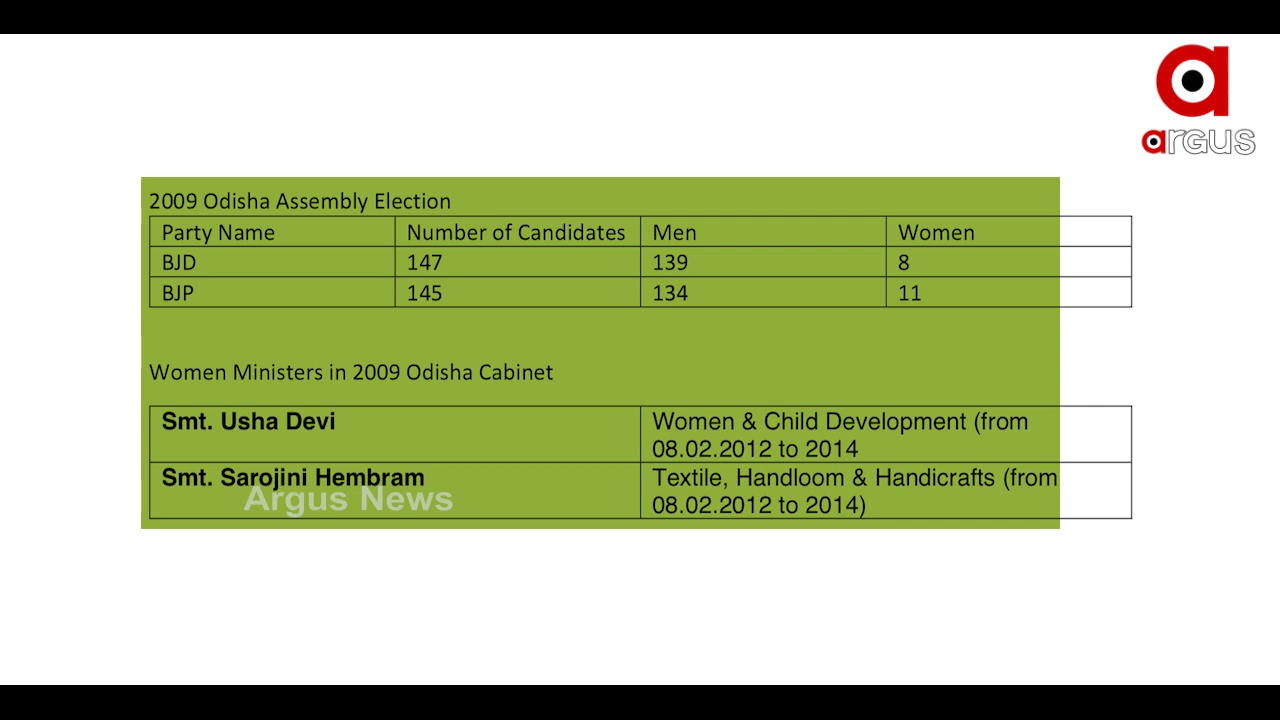 argus
2009 Odisha Assembly Election
Party Name Number of Candidates Men Women
BJD 147 139 8
BJP 145 134 11
Women Ministers in 2009 Odisha Cabinet
Smt. Usha Devi Women & Child Development (from
08.02.2012 to 2014
Smt. Sarojini Hembram Textile, Handloom & Handicrafts (from
08.02.2012 to 2014)
Argus News